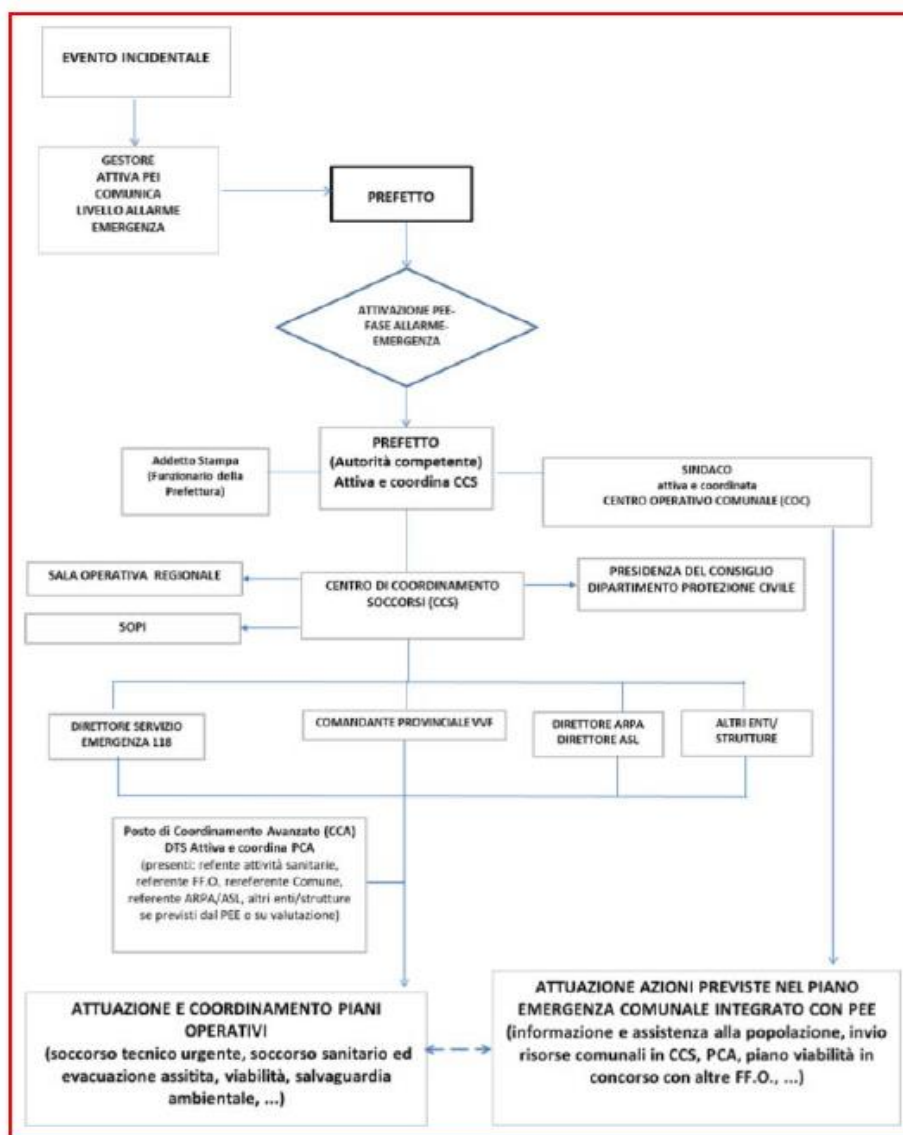 EVENTO INCIDENTALE
GESTORE
ATTIVA PEI
COMUNICA
LIVELLO ALLARME
EMERGENZA
PREFETTO
ATTIVAZIONE PEE-
FASE ALLARME-
EMERGENZA
PREFETTO
(Autorità competente)
Attiva e coordina CCS
Addetto Stampa
(Funzionario della
Prefettura)
SINDACO
attiva e coordinata
CENTRO OPERATIVO COMUNALE (COC)
SALA OPERATIVA REGIONALE
CENTRO DI COORDINAMENTO
SOCCORSI (CCS)
PRESIDENZA DEL CONSIGLIO
DIPARTIMENTO PROTEZIONE CIVILE
SOPI
DIRETTORE SERVIZIO
EMERGENZA 118
COMANDANTE PROVINCIALE VVF
DIRETTORE ARPA
DIRETTORE ASL
ALTRI ENTI/
STRUTTURE
Posto di Coordinamento Avanzato (CCA)
DTS Attiva e coordina PCA
(presenti: refente attività sanitarie,
referente FF.O, rereferente Comune,
referente ARPA/ASL, altri enti/strutture
se previsti dal PEE o su valutazione)
ATTUAZIONE E COORDINAMENTO PIANI
OPERATIVI
(soccorso tecnico urgente, soccorso sanitario ed
evacuazione assitita, viabilità, salvaguardia
ambientale, ...)
ATTUAZIONE AZIONI PREVISTE NEL PIANO
EMERGENZA COMUNALE INTEGRATO CON PEE
(informazione e assistenza alla popolazione, invio
risorse comunali in CCS, PCA, piano viabilità in
concorso con altre FF.O., ...)